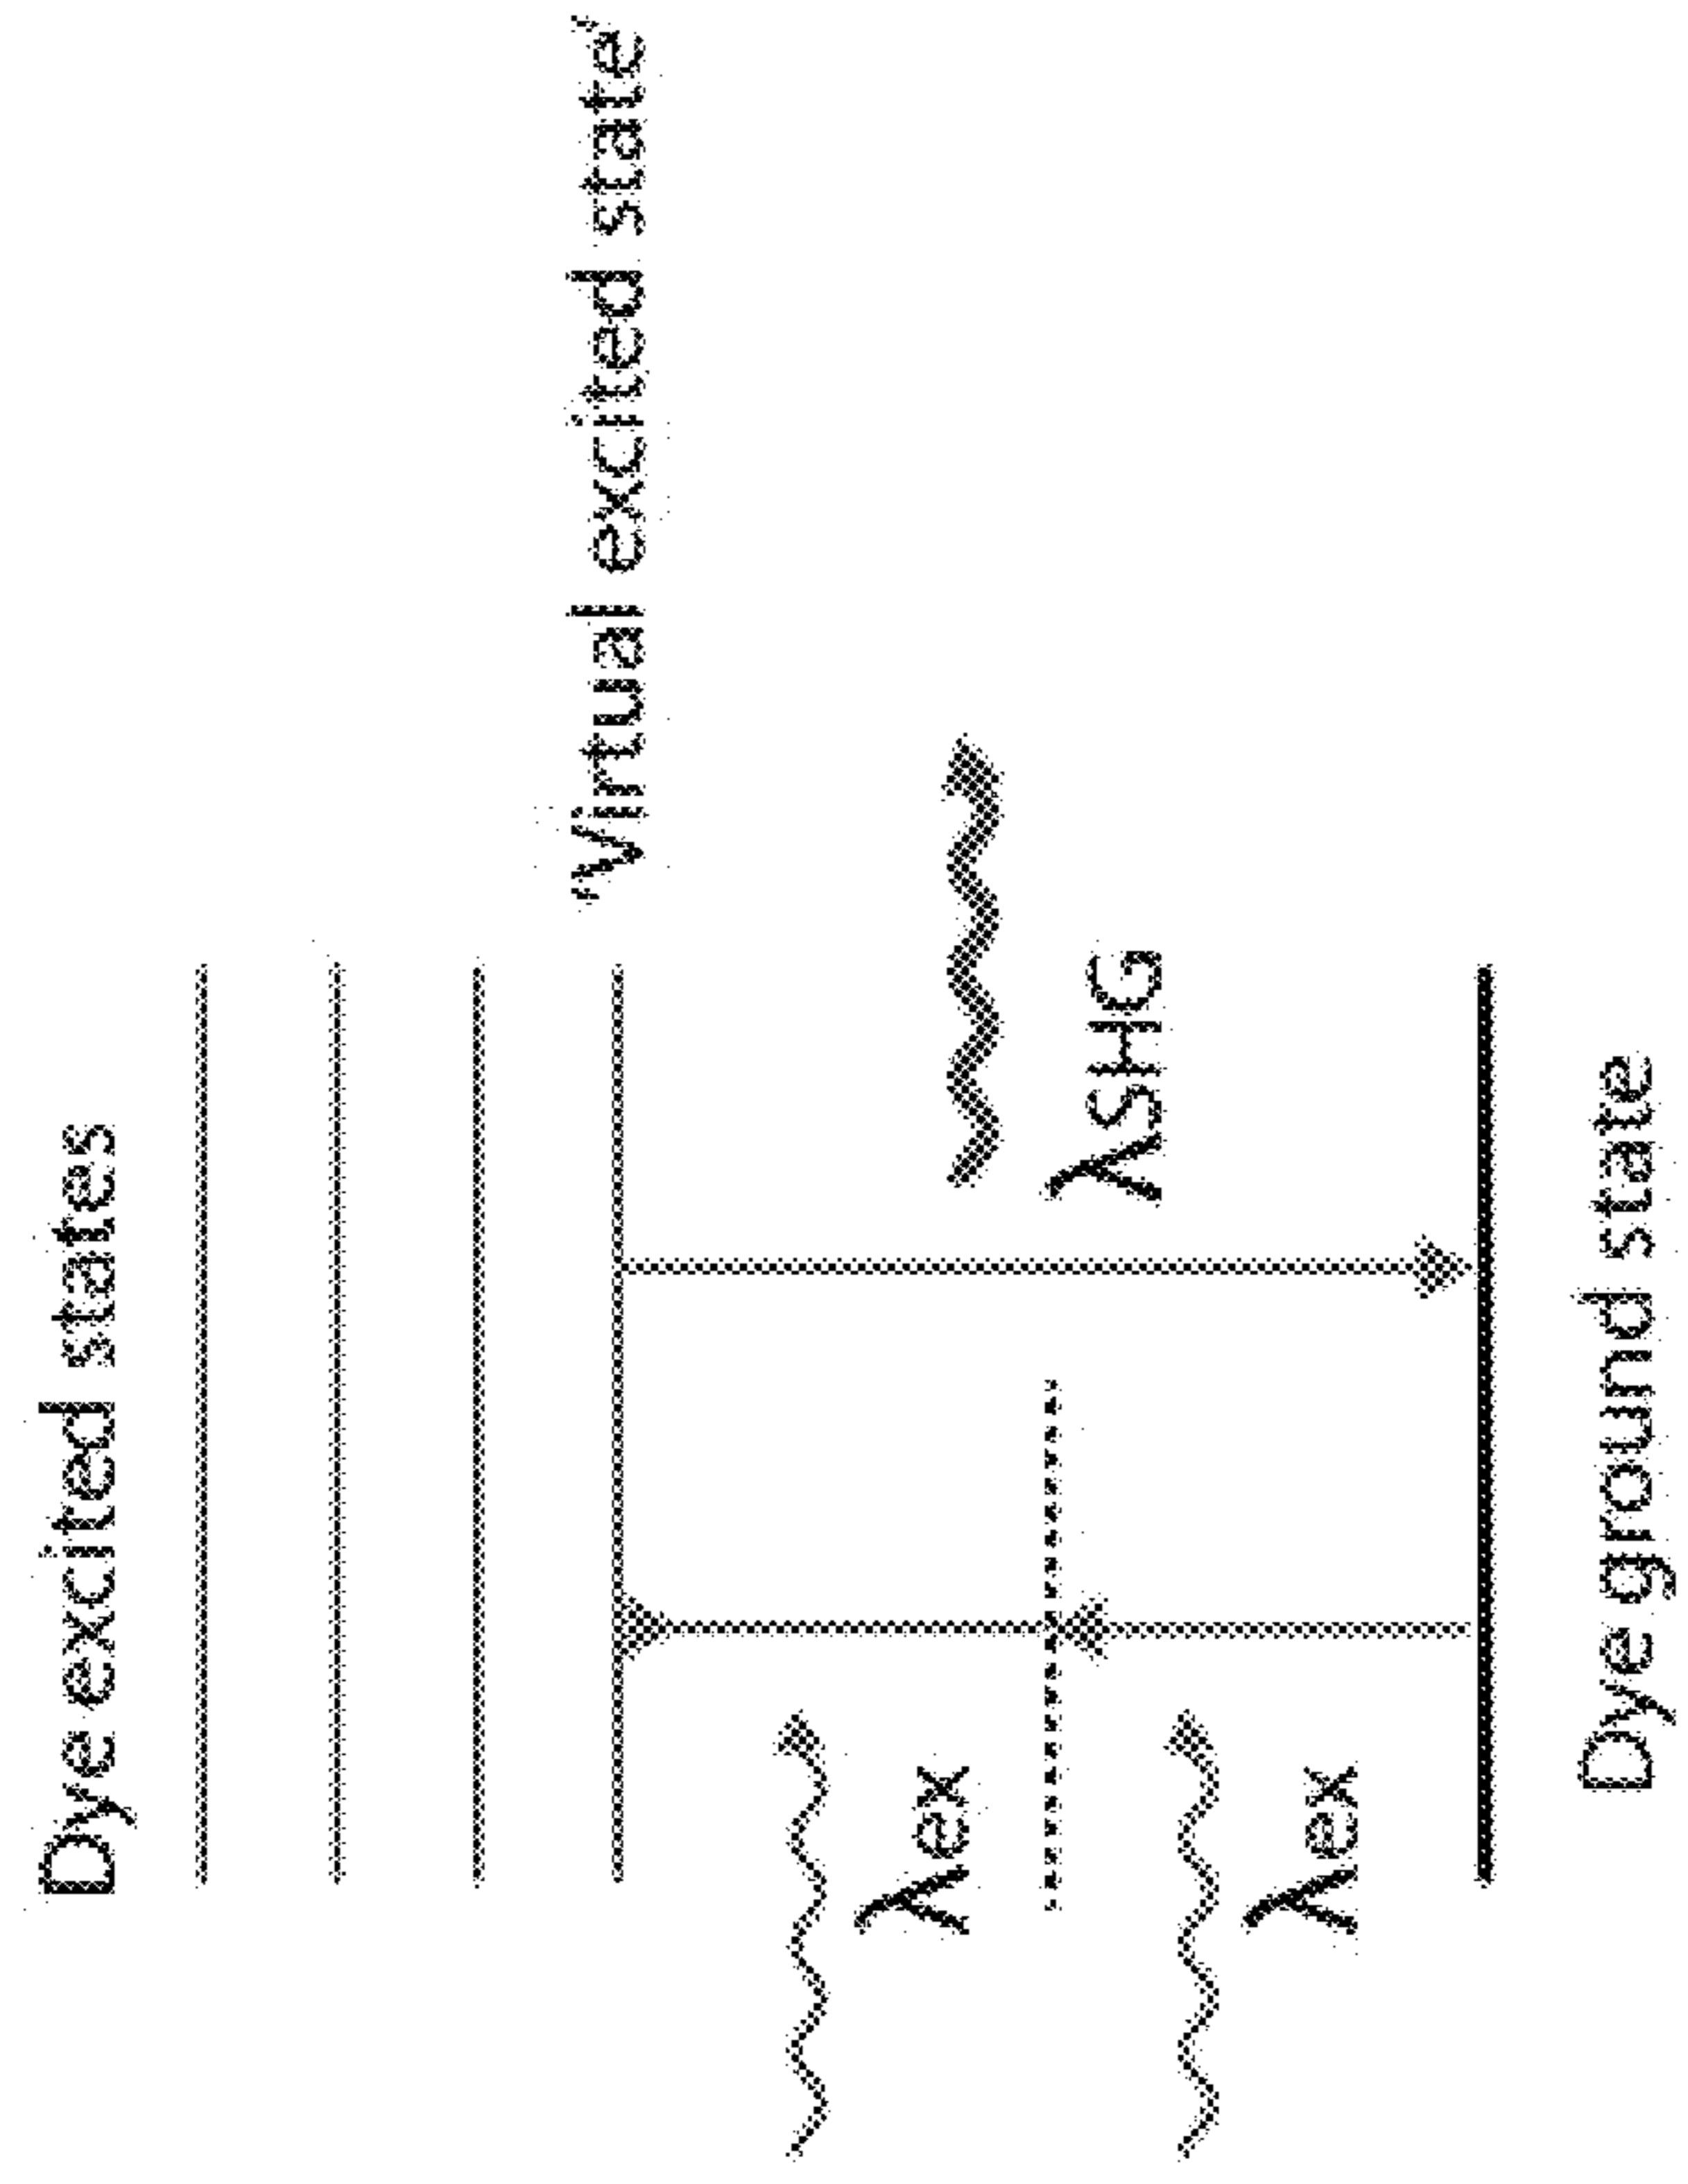 Dye excited states
"Virtual excited state"
λex
λSHG
λex
Dye ground state